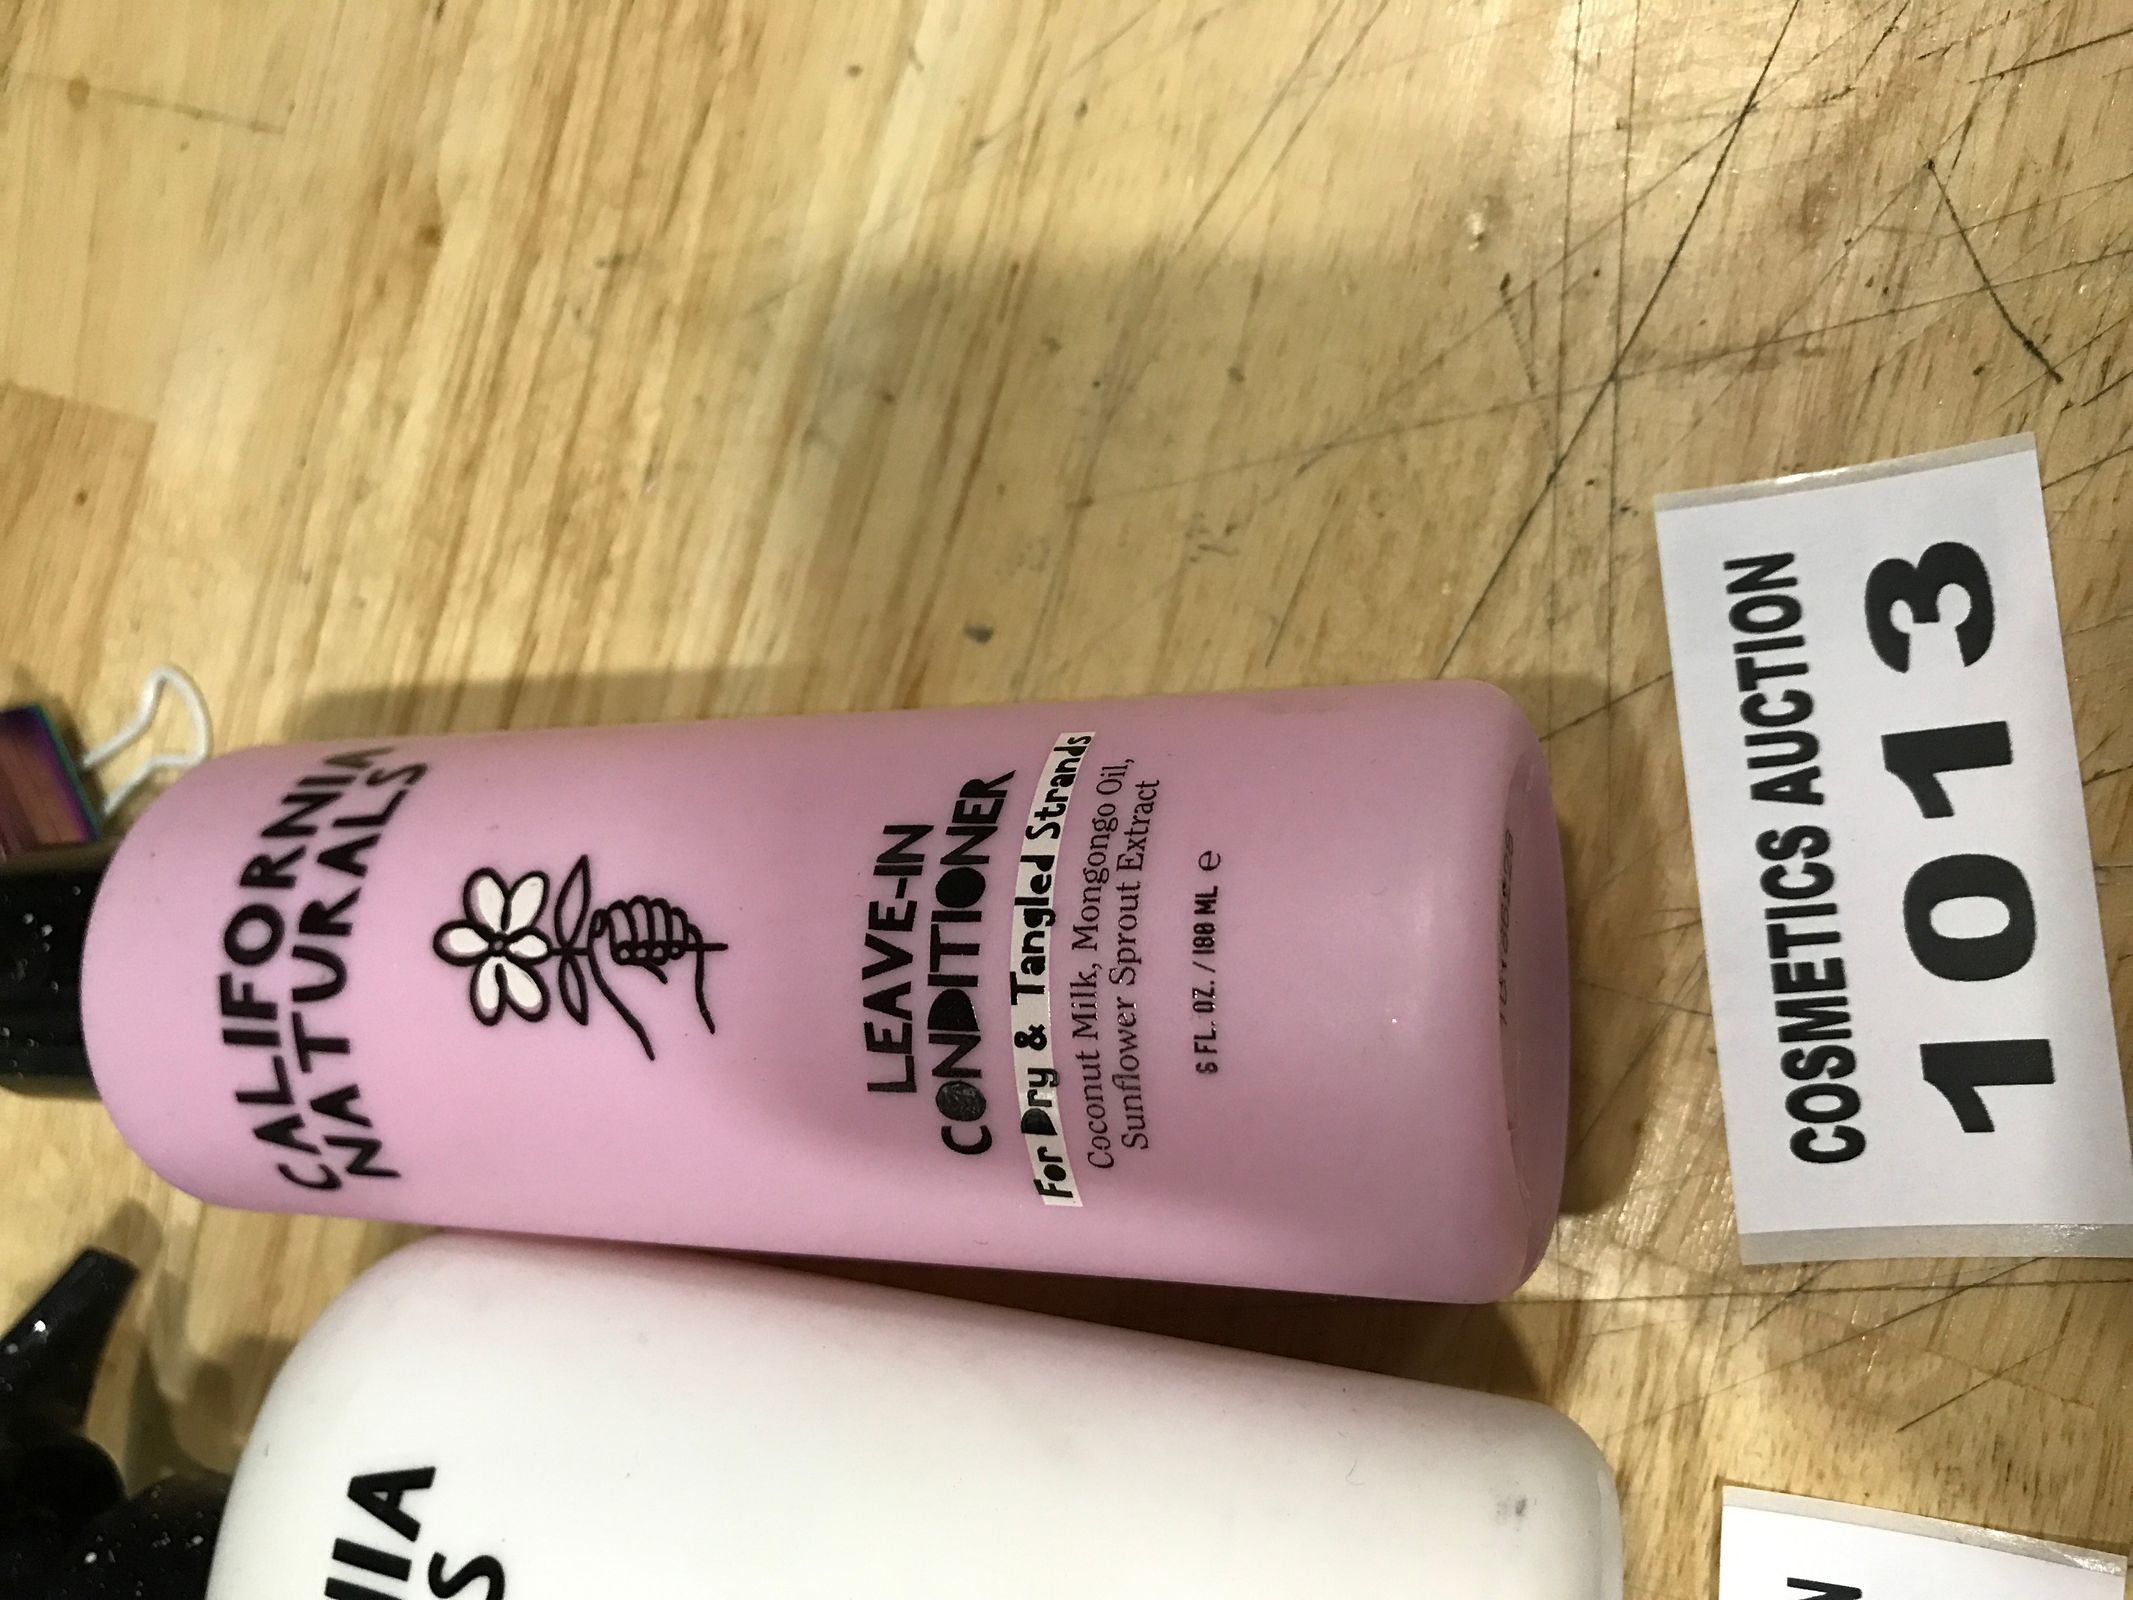 CALIFORNIA
NATURALS
LEAVE-IN
CONDITIONER
For Dry & Tangled Strands
Coconut Milk, Mongongo Oil,
Sunflower Sprout Extract
6 FL. OZ. / 180 ML e
COSMETICS AUCTION
1013